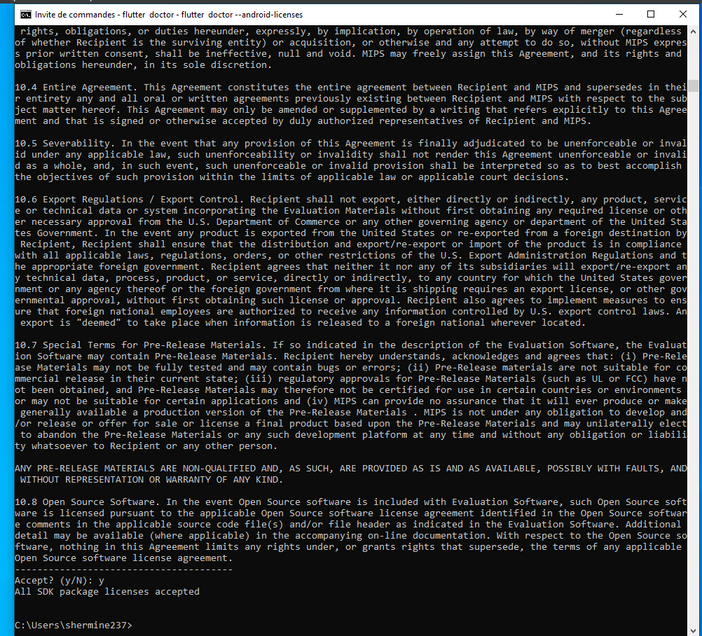 Invite de commandes - flutter doctor - flutter doctor --android-licenses
rights, obligations, or duties hereunder, expressly, by implication, by operation of law, by way of merger (regardless
of whether Recipient is the surviving entity) or acquisition, or otherwise and any attempt to do so, without MIPS expres
s prior written consent, shall be ineffective, null and void. MIPS may freely assign this Agreement, and its rights and
obligations hereunder, in its sole discretion.
10.4 Entire Agreement. This Agreement constitutes the entire agreement between Recipient and MIPS and supersedes in thei
r entirety any and all oral or written agreements previously existing between Recipient and MIPS with respect to the sub
ject matter hereof. This Agreement may only be amended or supplemented by a writing that refers explicitly to this Agree
ment and that is signed or otherwise accepted by duly authorized representatives of Recipient and MIPS.
10.5 Severability. In the event that any provision of this Agreement is finally adjudicated to be unenforceable or inval
id under any applicable law, such unenforceability or invalidity shall not render this Agreement unenforceable or invali
d as a whole, and, in such event, such unenforceable or invalid provision shall be interpreted so as to best accomplish
the objectives of such provision within the limits of applicable law or applicable court decisions.
10.6 Export Regulations / Export Control. Recipient shall not export, either directly or indirectly, any product, servic
e or technical data or system incorporating the Evaluation Materials without first obtaining any required license or oth
er necessary approval from the U.S. Department of Commerce or any other governing agency or department of the United Sta
tes Government. In the event any product is exported from the United States or re-exported from a foreign destination by
Recipient, Recipient shall ensure that the distribution and export/re-export or import of the product is in compliance
with all applicable laws, regulations, orders, or other restrictions of the U.S. Export Administration Regulations and t
he appropriate foreign government. Recipient agrees that neither it nor any of its subsidiaries will export/re-export an
y technical data, process, product, or service, directly or indirectly, to any country for which the United States gover
nment or any agency thereof or the foreign government from where it is shipping requires an export license, or other gov
ernmental approval, without first obtaining such license or approval. Recipient also agrees to implement measures to ens
ure that foreign national employees are authorized to receive any information controlled by U.S. export control laws. An
export is "deemed" to take place when information is released to a foreign national wherever located.
10.7 Special Terms for Pre-Release Materials. If so indicated in the description of the Evaluation Software, the Evaluat
ion Software may contain Pre-Release Materials. Recipient hereby understands, acknowledges and agrees that: (i) Pre-Rele
ase Materials may not be fully tested and may contain bugs or errors; (ii) Pre-Release materials are not suitable for co
mmercial release in their current state; (iii) regulatory approvals for Pre-Release Materials (such as UL or FCC) have n
ot been obtained, and Pre-Release Materials may therefore not be certified for use in certain countries or environments
or may not be suitable for certain applications and (iv) MIPS can provide no assurance that it will ever produce or make
generally available a production version of the Pre-Release Materials . MIPS is not under any obligation to develop and
/or release or offer for sale or license a final product based upon the Pre-Release Materials and may unilaterally elect
to abandon the Pre-Release Materials or any such development platform at any time and without any obligation or liabili
ty whatsoever to Recipient or any other person.
ANY PRE-RELEASE MATERIALS ARE NON-QUALIFIED AND, AS SUCH, ARE PROVIDED AS IS AND AS AVAILABLE, POSSIBLY WITH FAULTS, AND
WITHOUT REPRESENTATION OR WARRANTY OF ANY KIND.
10.8 Open Source Software. In the event Open Source software is included with Evaluation Software, such Open Source soft
ware is licensed pursuant to the applicable Open Source software license agreement identified in the Open Source softwar
e comments in the applicable source code file(s) and/or file header as indicated in the Evaluation Software. Additional
detail may be available (where applicable) in the accompanying on-line documentation. With respect to the Open Source so
ftware, nothing in this Agreement limits any rights under, or grants rights that supersede, the terms of any applicable
Open Source software license agreement.
---------------------------------------
Accept? (y/N): y
All SDK package licenses accepted
C:\Users\shermine237>